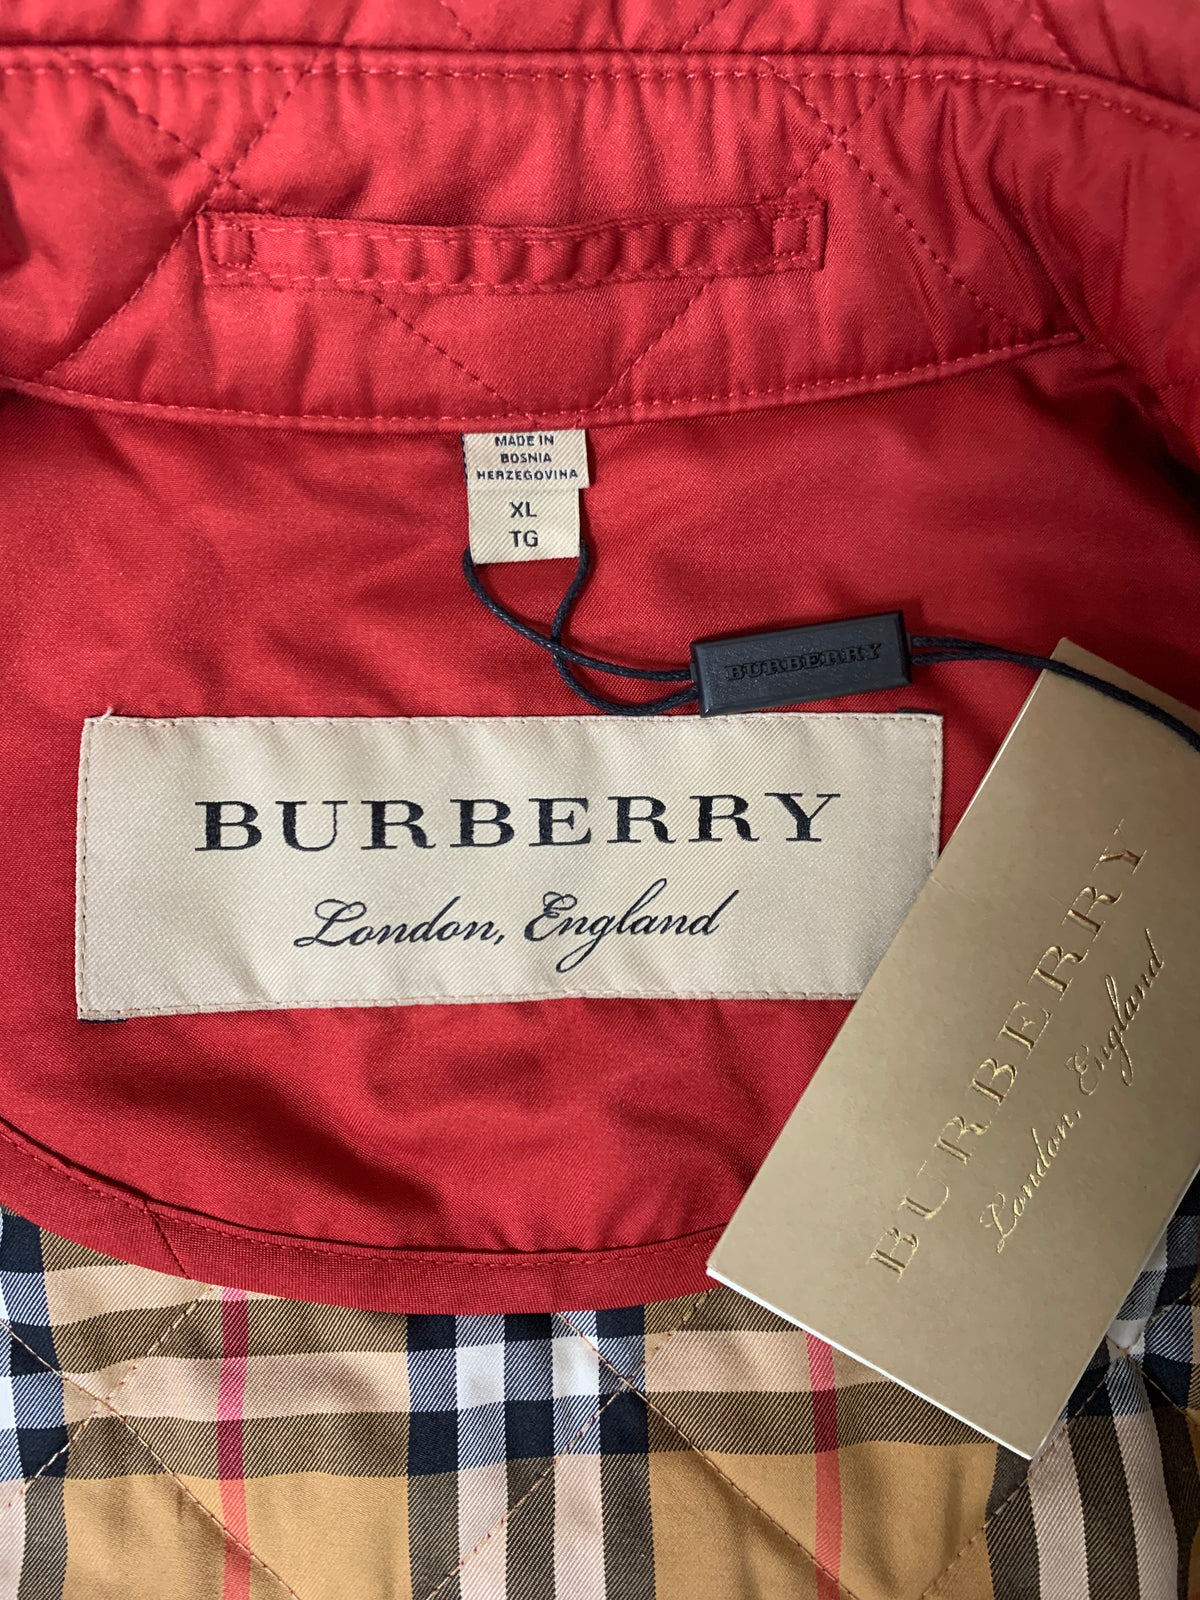 MADE IN
BOSNIA
HERZEGOVINA
XL
TG
BURBERRY
BURBERRY
London, England
BURBERRY
London, England